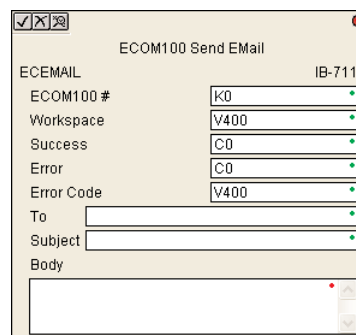 ECOM100 Send EMail
ECEMAIL IB-711
ECOM100 # K0
Workspace V400
Success C0
Error C0
Error Code V400
To
Subject
Body